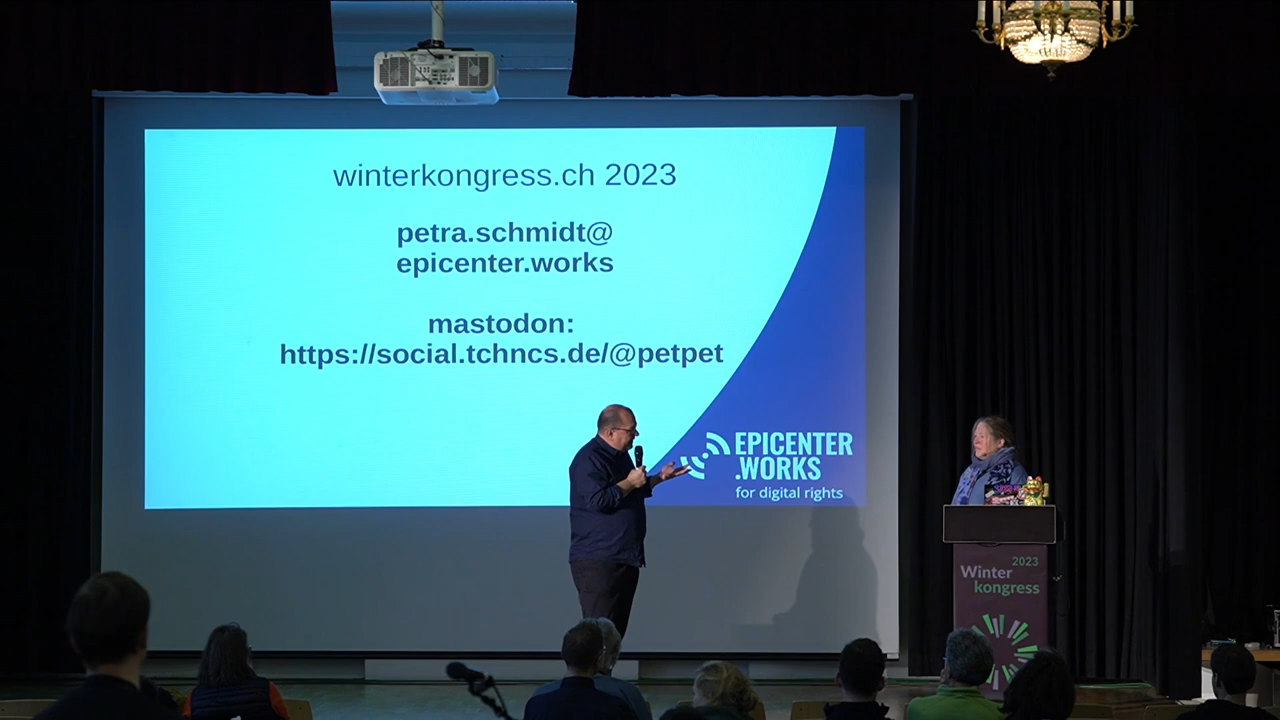 winterkongress.ch 2023
petra.schmidt@
epicenter.works
mastodon:
https://social.tchncs.de/@petpet
EPICENTER
.WORKS
for digital rights
2023
Winter
kongress